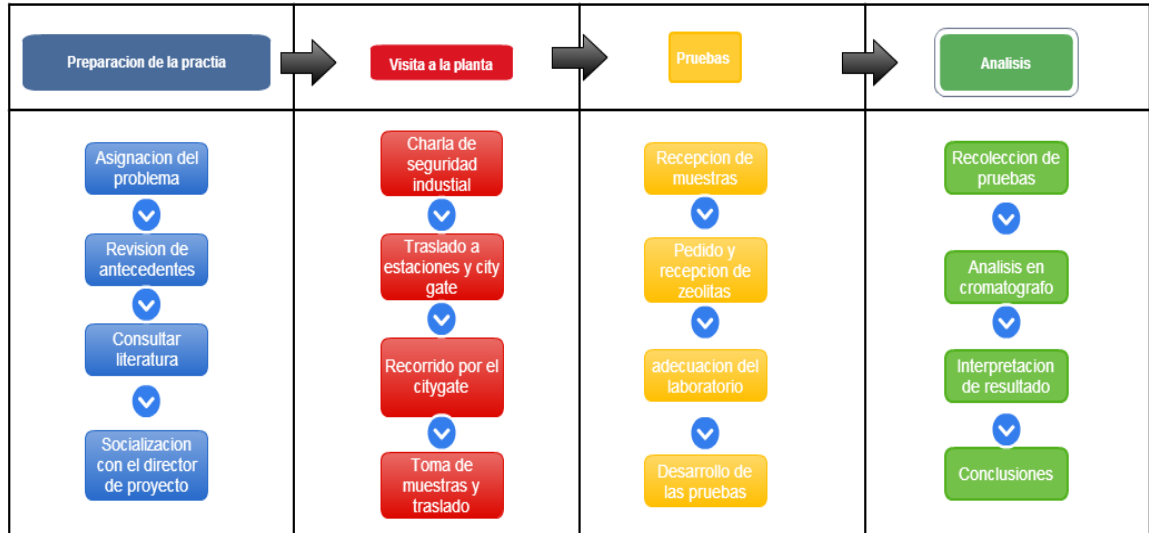 Preparacion de la practia
Visita a la planta
Pruebas
Analisis
Asignacion del
problema
Revision de
antecedentes
Consultar
literatura
Socializacion
con el director
de proyecto
Charla de
seguridad
industial
Traslado a
estaciones y city
gate
Recorrido por el
citygate
Toma de
muestras y
traslado
Recepcion de
muestras
Pedido y
recepcion de
zeolitas
adecuacion del
laboratorio
Desarrollo de
las pruebas
Recoleccion de
pruebas
Analisis en
cromatografo
Interpretacion
de resultado
Conclusiones